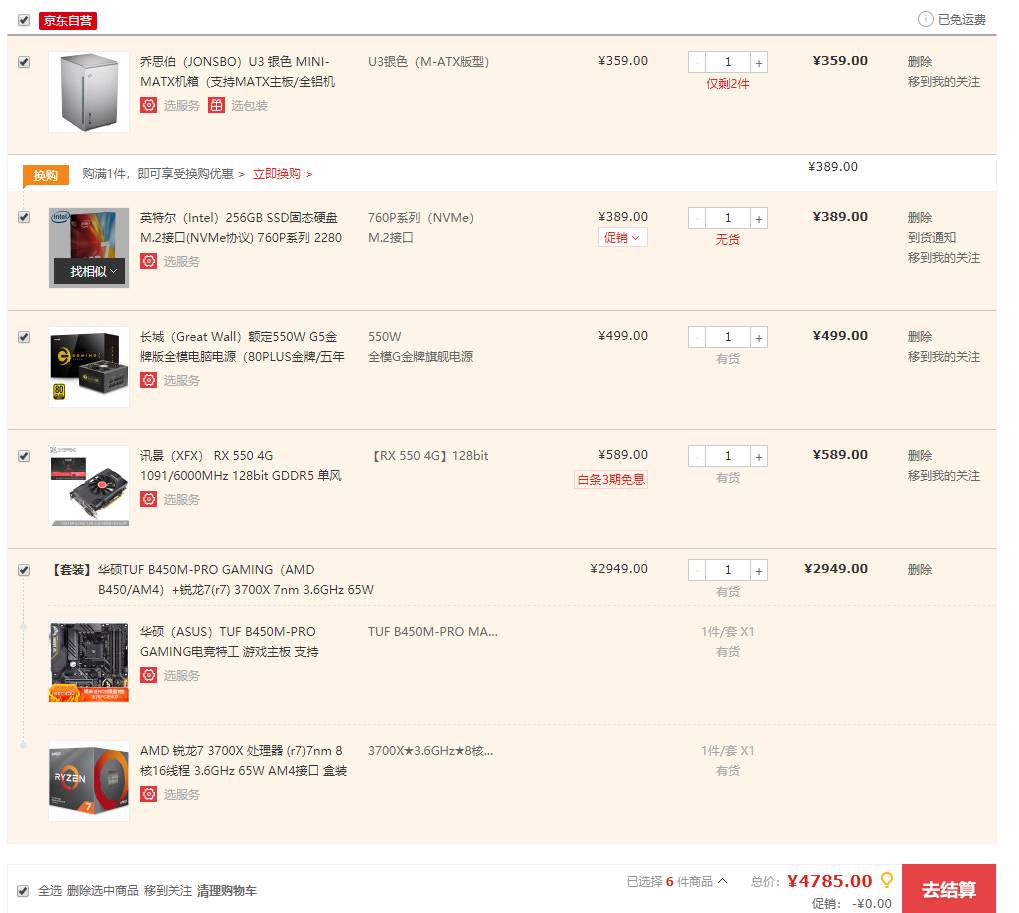 京东自营
已免运费
乔思伯（JONSBO）U3 银色 MINI-
MATX机箱（支持MATX主板/全铝机
U3银色（M-ATX版型）
¥359.00
- 1 +
仅剩2件
¥359.00
删除
移到我的关注
选服务 选包装
换购 购满1件，即可享受换购优惠 > 立即换购 >
¥389.00
intel
找相似
英特尔（Intel）256GB SSD固态硬盘
M.2接口(NVMe协议) 760P系列 2280
760P系列（NVMe）
M.2接口
¥389.00
促销
- 1 +
无货
¥389.00
删除
到货通知
移到我的关注
选服务
长城（Great Wall）额定550W G5金
牌版全模电脑电源（80PLUS金牌/五年
550W
全模G金牌旗舰电源
¥499.00
- 1 +
有货
¥499.00
删除
移到我的关注
选服务
讯景（XFX） RX 550 4G
1091/6000MHz 128bit GDDR5 单风
【RX 550 4G】128bit
¥589.00
白条3期免息
- 1 +
有货
¥589.00
删除
移到我的关注
选服务
【套装】华硕TUF B450M-PRO GAMING（AMD
B450/AM4）+锐龙7(r7) 3700X 7nm 3.6GHz 65W
¥2949.00
- 1 +
有货
¥2949.00
删除
华硕（ASUS）TUF B450M-PRO
GAMING电竞特工 游戏主板 支持
TUF B450M-PRO MA...
1件/套 X1
有货
选服务
RYZEN
7
AMD 锐龙7 3700X 处理器 (r7)7nm 8
核16线程 3.6GHz 65W AM4接口 盒装
3700X★3.6GHz★8核...
1件/套 X1
有货
选服务
全选 删除选中商品 移到关注 清理购物车
已选择 6 件商品
总价： ¥4785.00
促销： -¥0.00
去结算